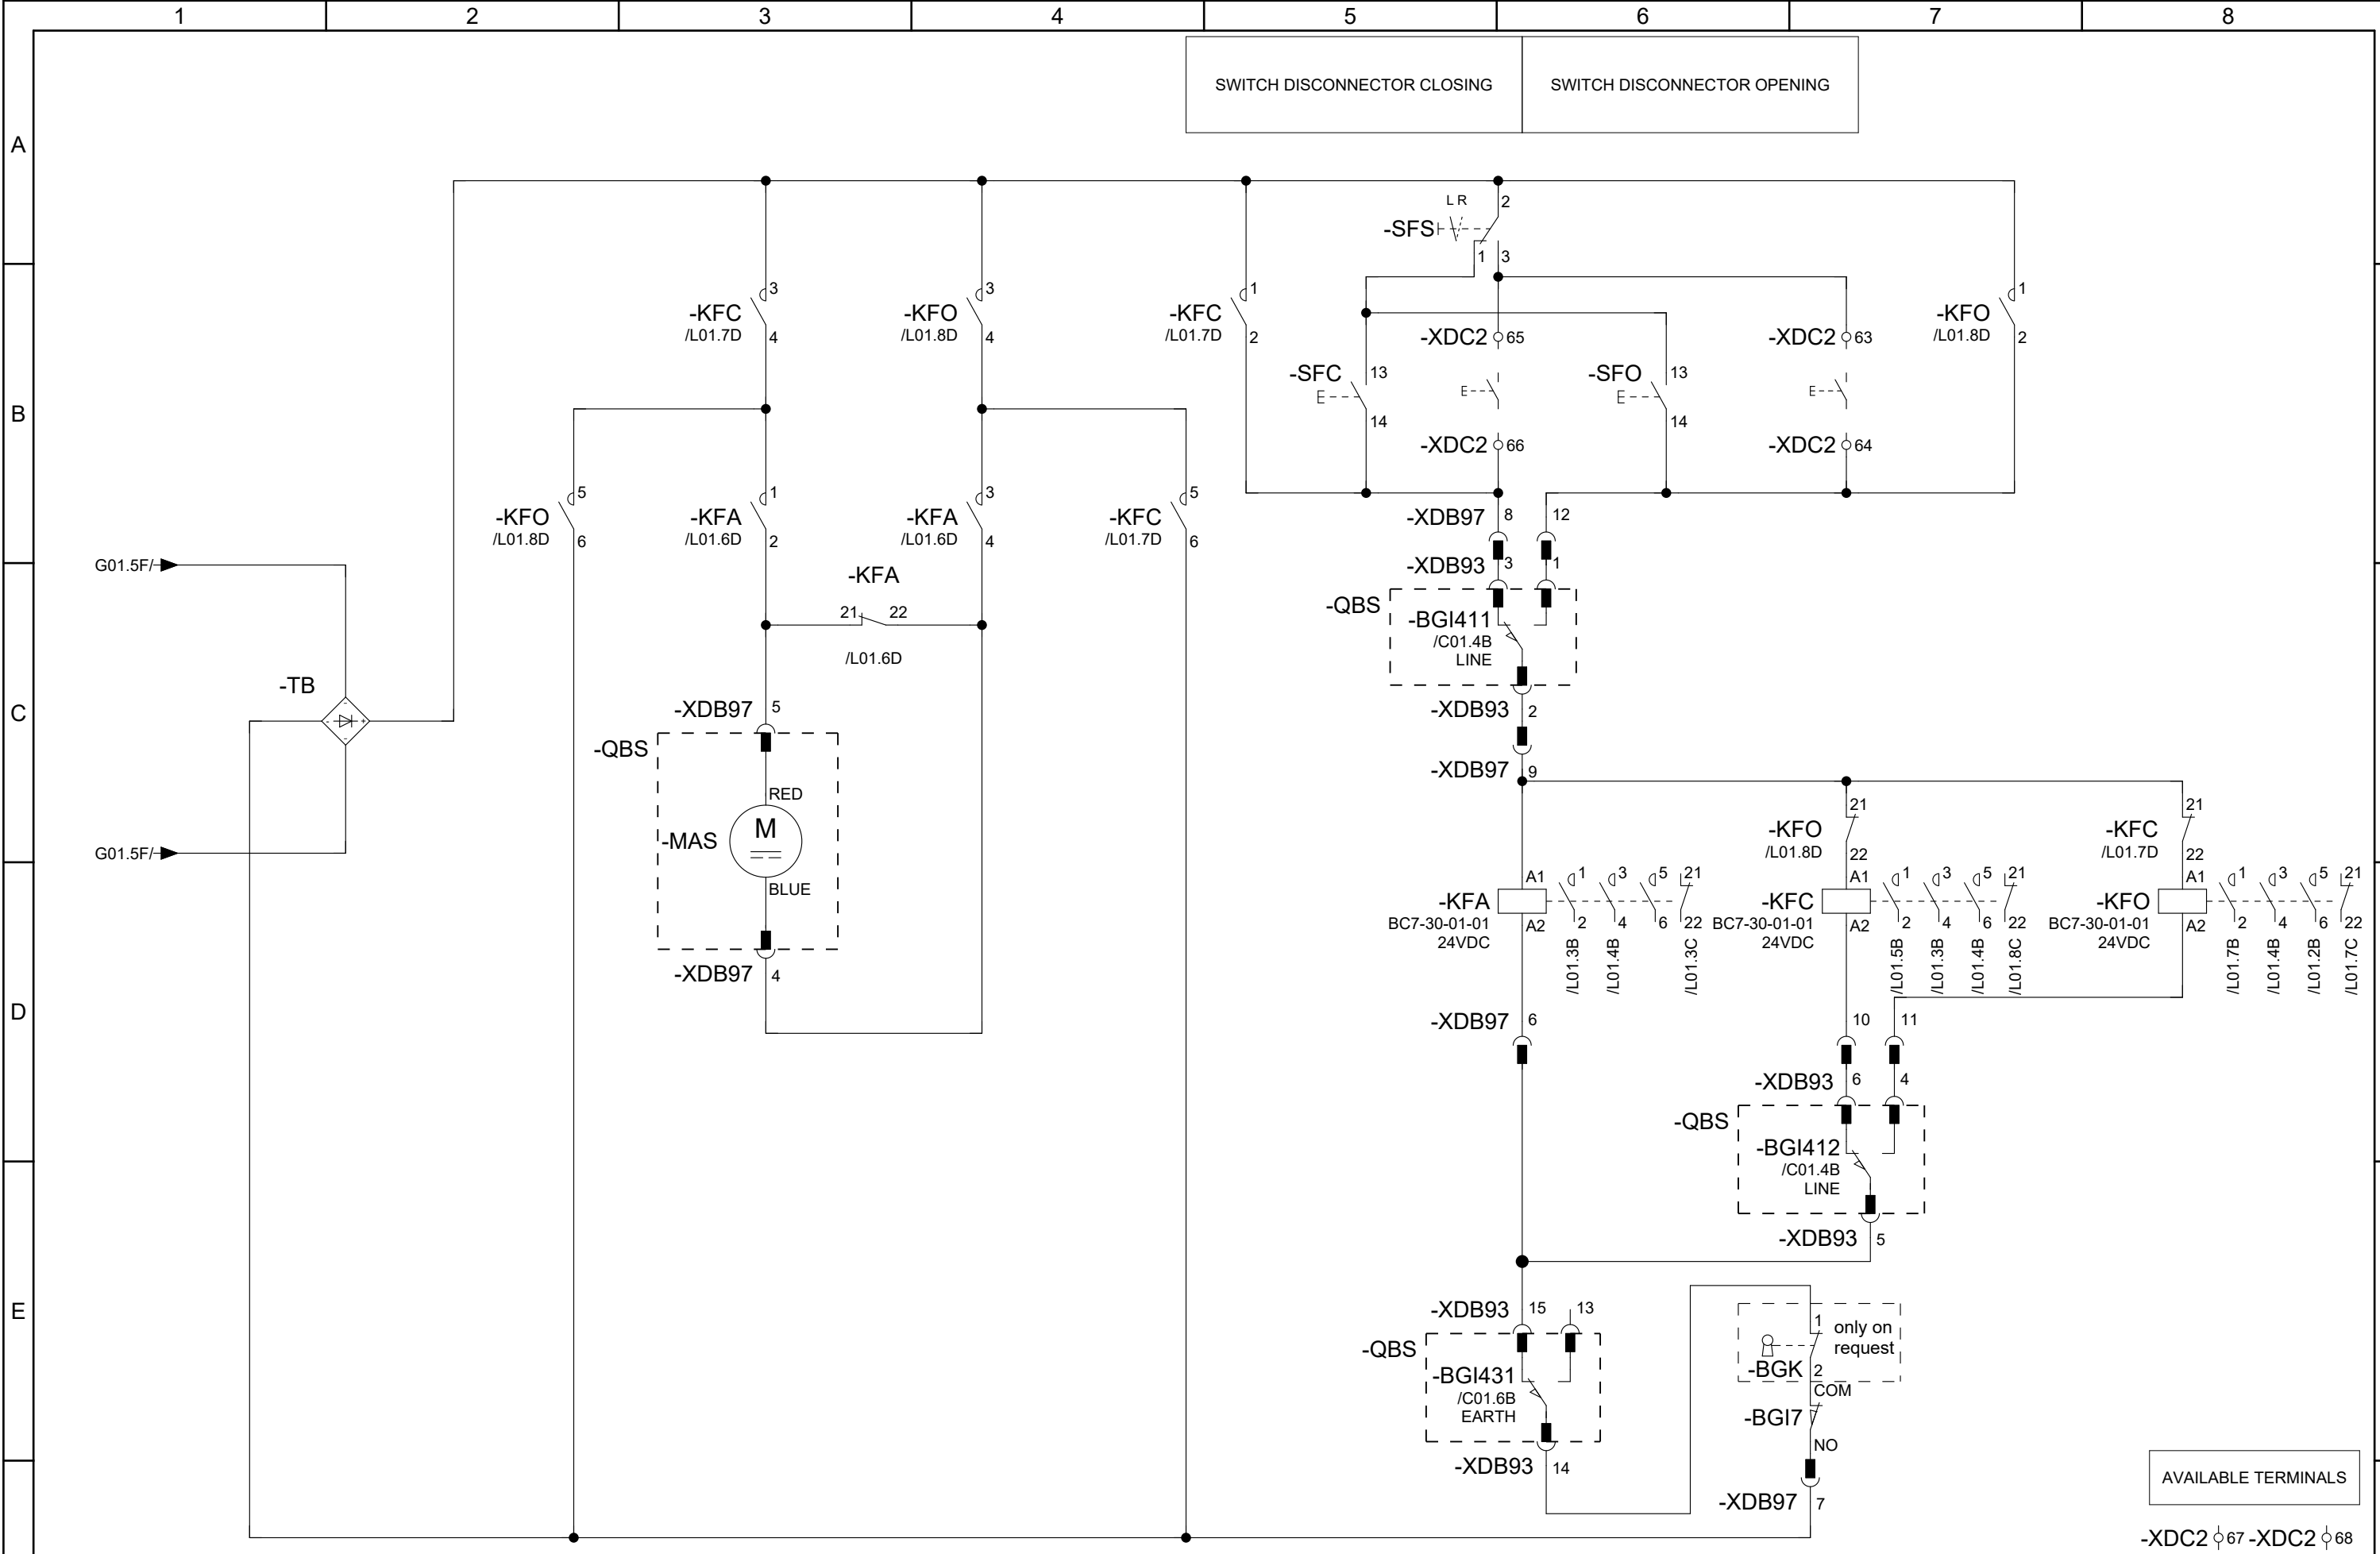 1 2 3 4 5 6 7 8
SWITCH DISCONNECTOR CLOSING SWITCH DISCONNECTOR OPENING
A
L R
2
-SFS
1 3
B
3
-KFC
/L01.7D
4
3
-KFO
/L01.8D
4
1
-KFC
/L01.7D
2
-XDC2 65
-XDC2 63
1
-KFO
/L01.8D
2
-SFC
13
E
14
E
-SFO
13
E
14
E
-XDC2 66
-XDC2 64
5
-KFO
/L01.8D
6
1
-KFA
/L01.6D
2
3
-KFA
/L01.6D
4
5
-KFC
/L01.7D
6
-XDB97 8 12
-XDB93 3 1
G01.5F/
-KFA
21 22
/L01.6D
-QBS
-BGI411
/C01.4B
LINE
C
-TB
- +
-XDB97 5
-XDB93 2
-XDB97 9
-QBS
RED
-MAS
M
BLUE
-XDB97 4
G01.5F/
21
-KFO
/L01.8D
22
21
-KFC
/L01.7D
22
-KFA
BC7-30-01-01
24VDC
A1
A2
1 3 5 21
2 4 6 22
/L01.3B /L01.4B /L01.3C
-KFC
BC7-30-01-01
24VDC
A1
A2
1 3 5 21
2 4 6 22
/L01.5B /L01.3B /L01.4B /L01.8C
-KFO
BC7-30-01-01
24VDC
A1
A2
1 3 5 21
2 4 6 22
/L01.7B /L01.4B /L01.2B /L01.7C
D
-XDB97 6
10 11
-XDB93 6 4
-QBS
-BGI412
/C01.4B
LINE
-XDB93 5
E
-XDB93 15 13
-QBS
-BGI431
/C01.6B
EARTH
-XDB93 14
1
only on
request
-BGK 2
COM
-BGI7
NO
-XDB97 7
AVAILABLE TERMINALS
-XDC2 67 -XDC2 68